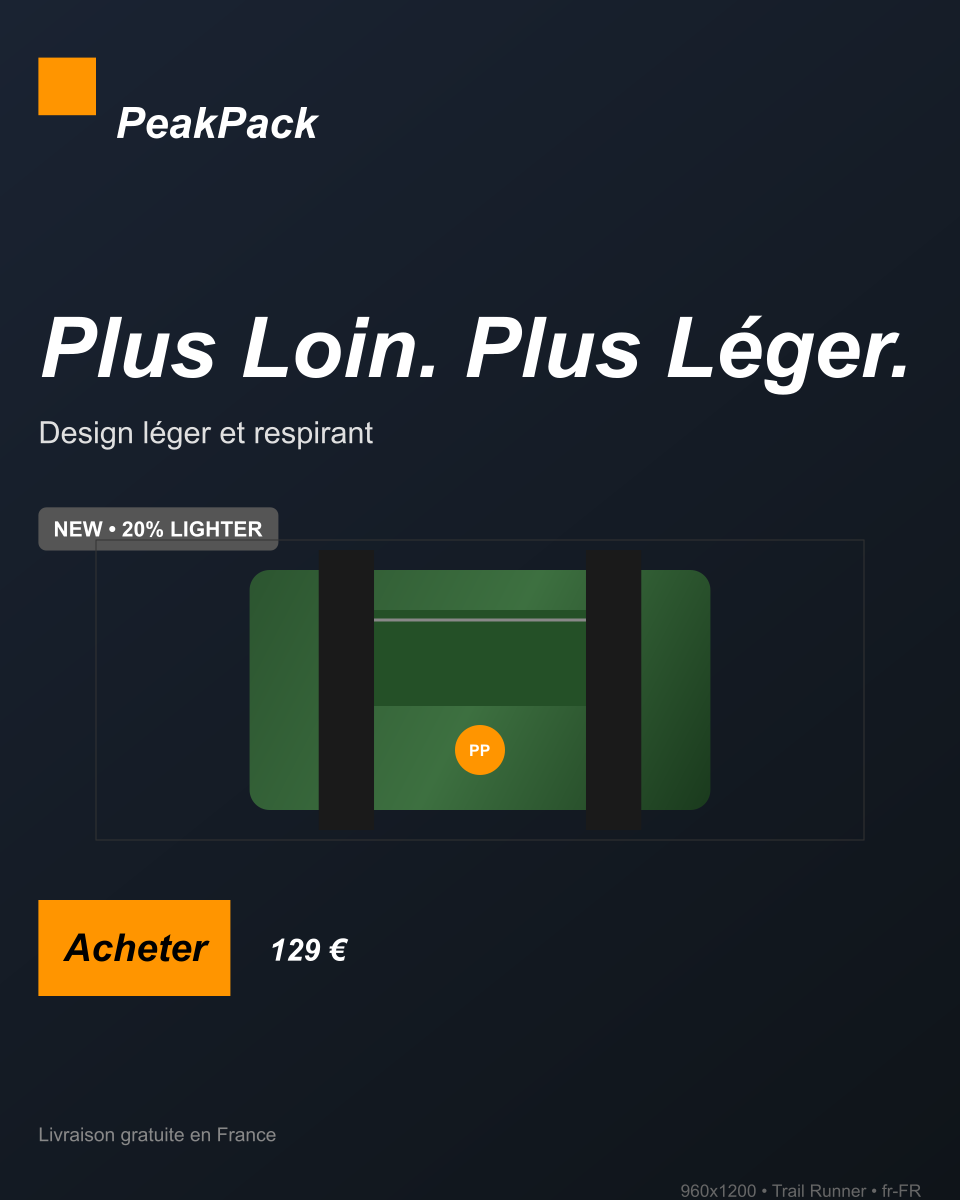 PeakPack
Plus Loin. Plus Léger.
Design léger et respirant
NEW • 20% LIGHTER
PP
Acheter
129 €
Livraison gratuite en France
960x1200 • Trail Runner • fr-FR